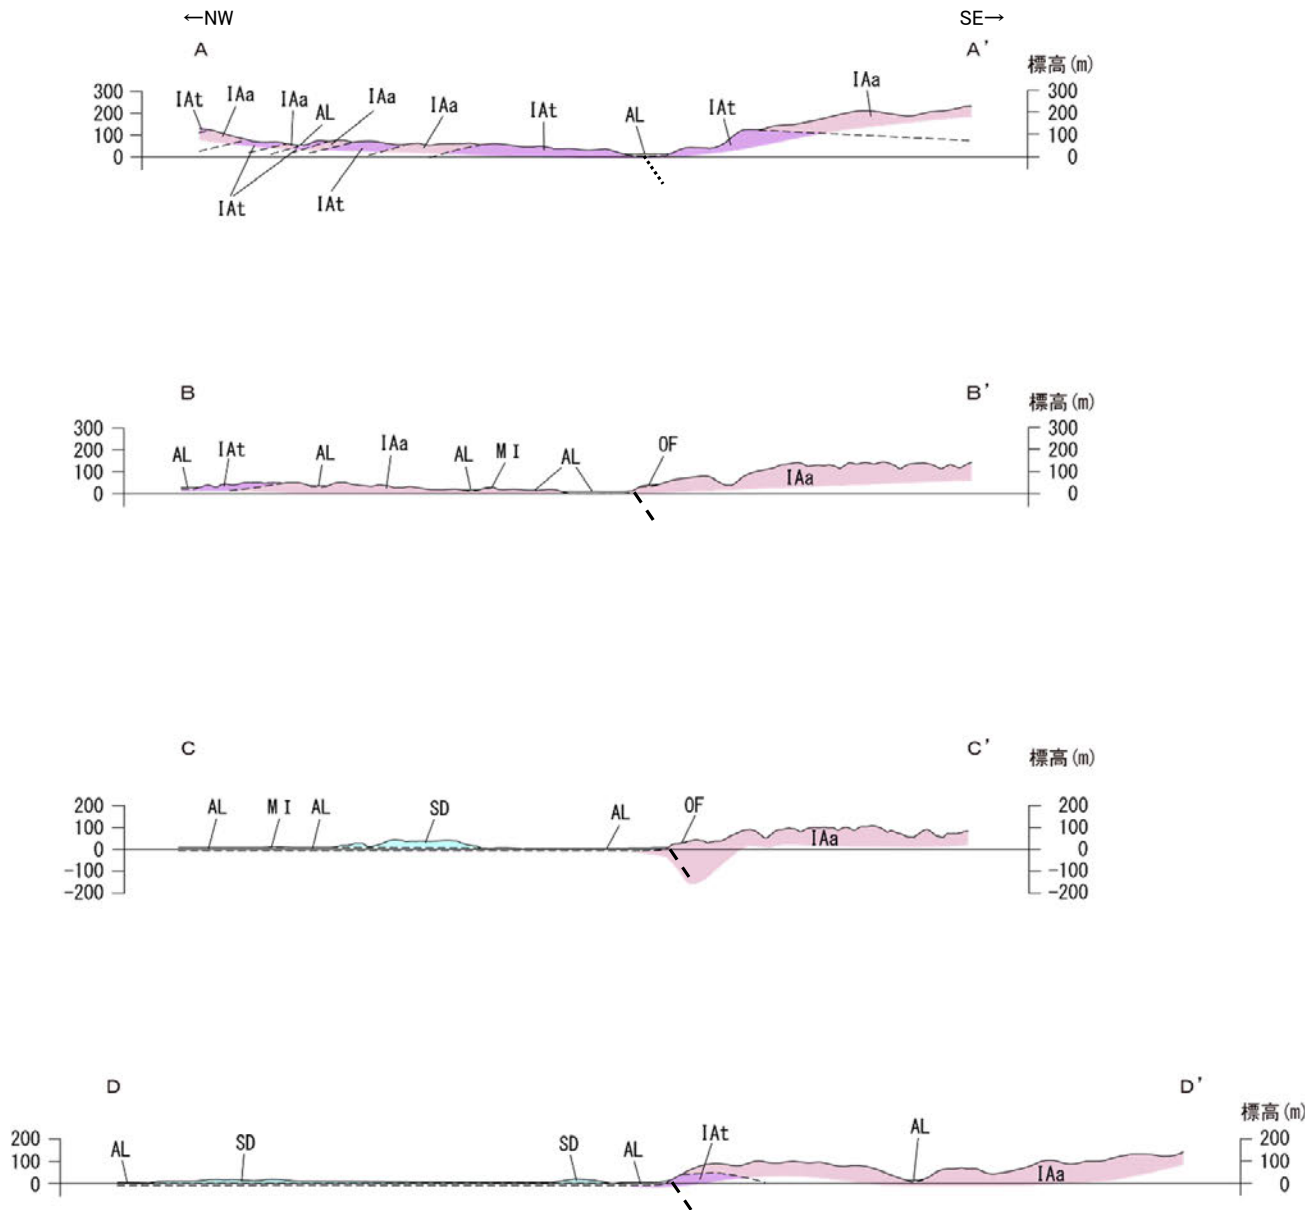 ←NW SE→
A A'
標高(m)
IAt IAa IAa AL IAa IAa IAt AL IAt IAa
300 300
200 200
100 100
0 0
IAt IAt
B B'
標高(m)
AL IAt AL IAa AL MI AL OF
300 300
200 200
100 100
0 0
IAa
C C'
標高(m)
AL MI AL SD AL OF
200 200
100 100
0 0
-100 -100
-200 -200
IAa
D D'
標高(m)
AL SD SD AL IAt AL
200 200
100 100
0 0
IAa